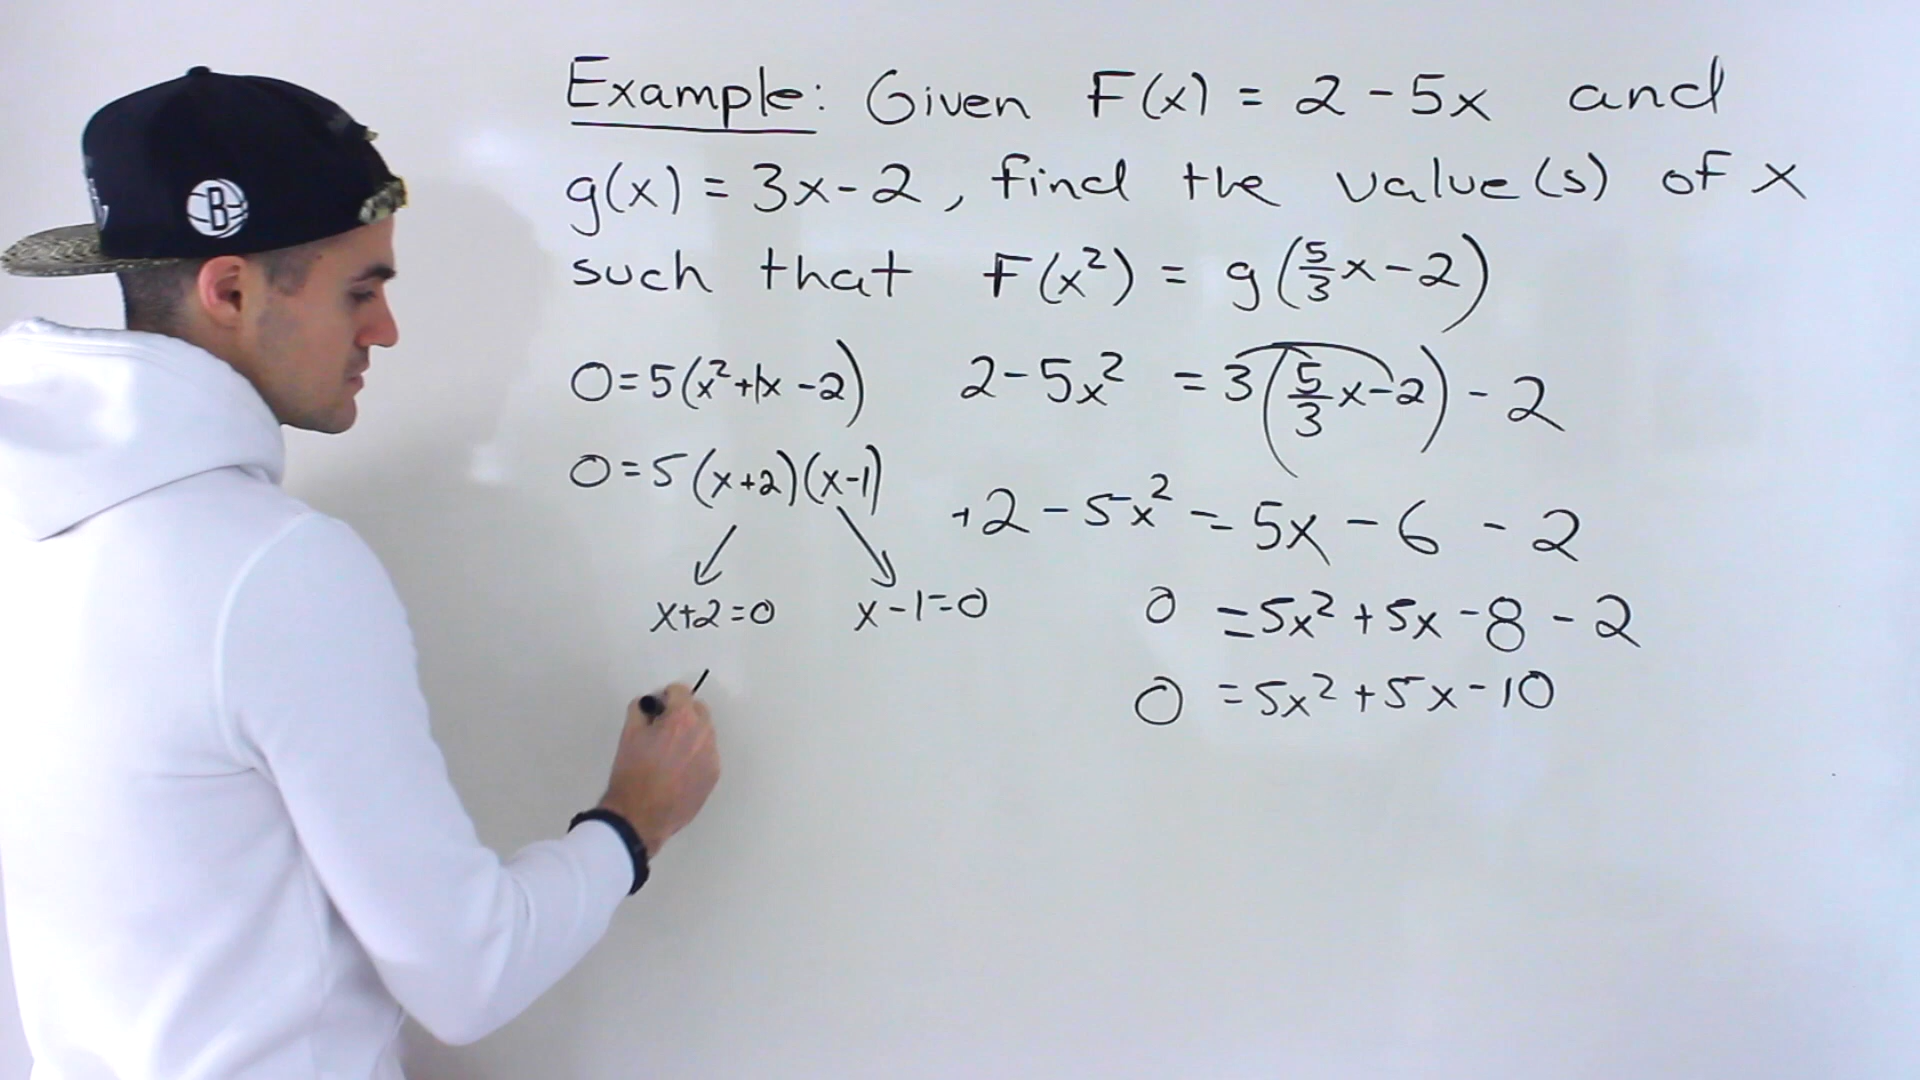 Example: Given F(x) = 2 - 5x and
g(x) = 3x - 2, find the value(s) of x
such that F(x²) = g(5/3 x - 2)
2 - 5x² = 3(5/3 x - 2) - 2
+2 - 5x² = 5x - 6 - 2
0 = 5x² + 5x - 8 - 2
0 = 5x² + 5x - 10
0 = 5(x² + 1x - 2)
0 = 5(x+2)(x-1)
x+2=0 x-1=0
B